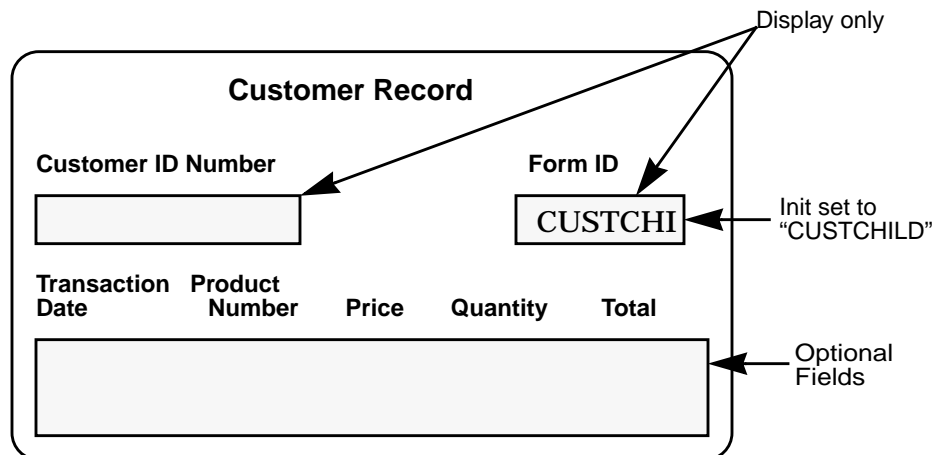 Display only
Customer Record
Customer ID Number Form ID
CUSTCHI
Init set to
“CUSTCHILD”
Transaction Product
Date Number Price Quantity Total
Optional
Fields